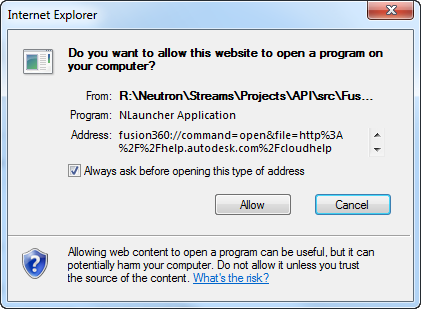 Internet Explorer
Do you want to allow this website to open a program on
your computer?
From: R:\Neutron\Streams\Projects\API\src\Fus...
Program: NLauncher Application
Address: fusion360://command=open&file=http%3A
%2F%2Fhelp.autodesk.com%2Fcloudhelp
Always ask before opening this type of address
Allow Cancel
Allowing web content to open a program can be useful, but it can
potentially harm your computer. Do not allow it unless you trust
the source of the content. What's the risk?